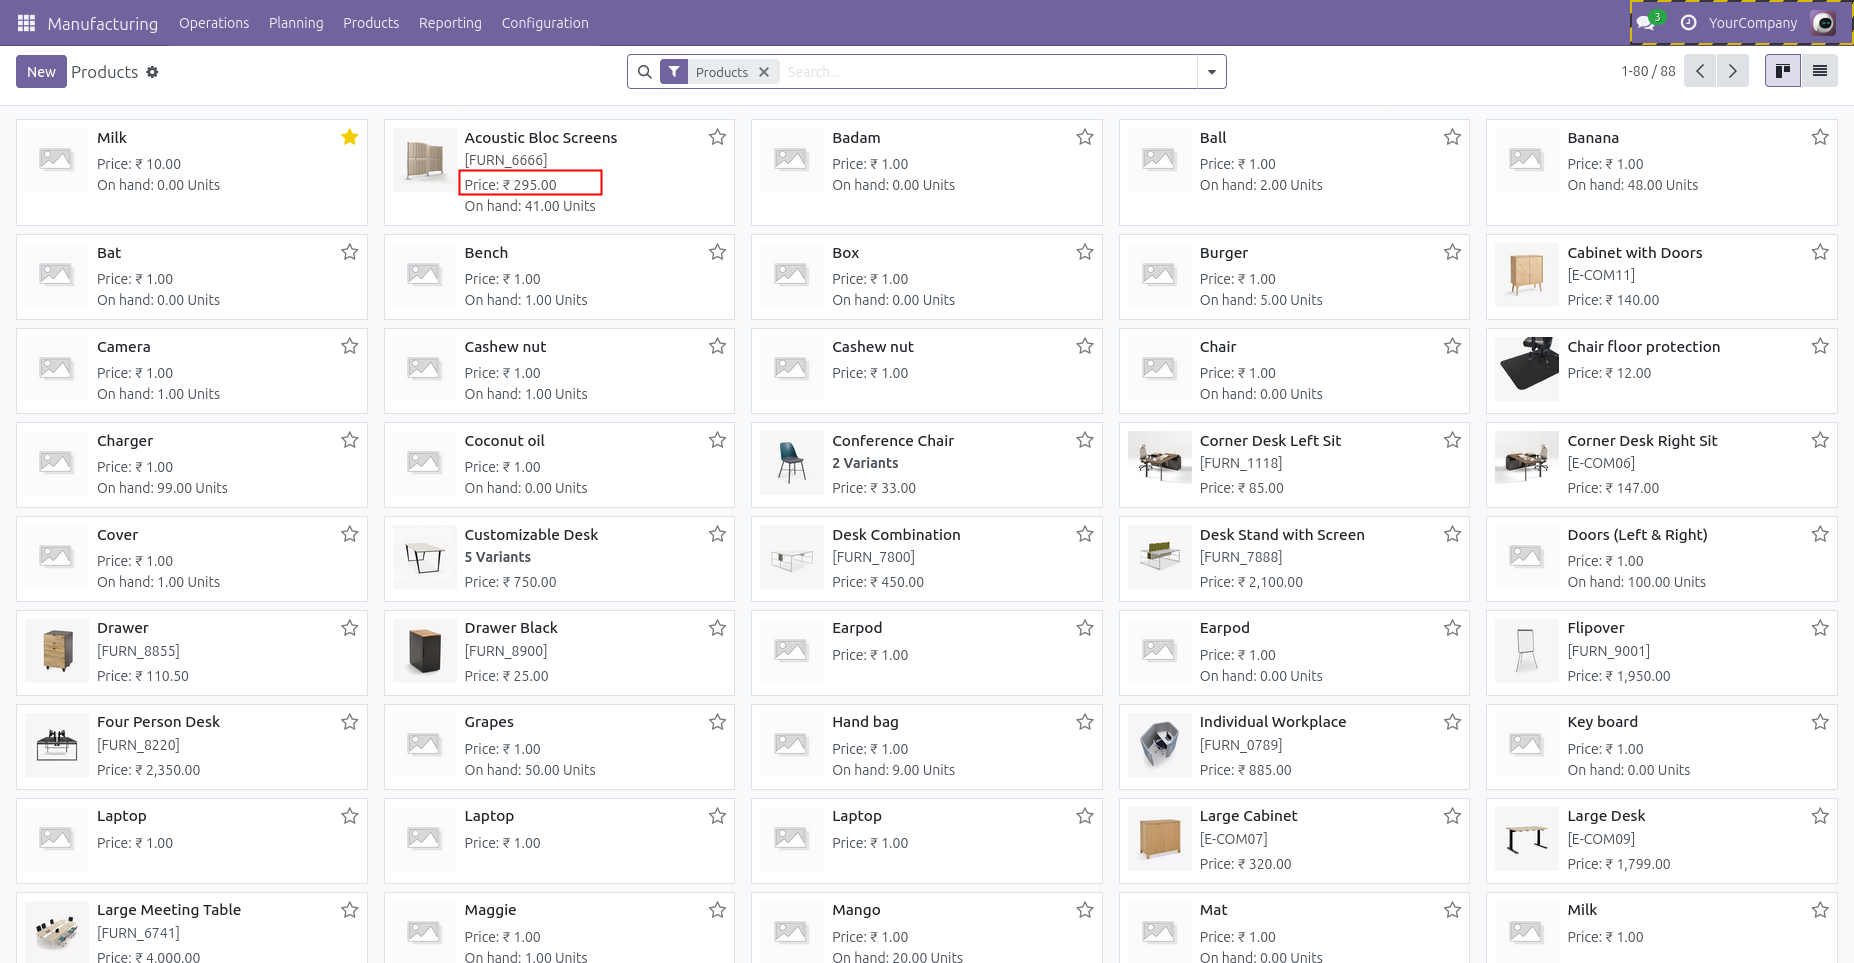 Manufacturing Operations Planning Products Reporting Configuration 3 YourCompany
New Products Products Search... 1-80 / 88
Milk
Price: ₹ 10.00
On hand: 0.00 Units
Acoustic Bloc Screens
[FURN_6666]
Price: ₹ 295.00
On hand: 41.00 Units
Badam
Price: ₹ 1.00
On hand: 0.00 Units
Ball
Price: ₹ 1.00
On hand: 2.00 Units
Banana
Price: ₹ 1.00
On hand: 48.00 Units
Bat
Price: ₹ 1.00
On hand: 0.00 Units
Bench
Price: ₹ 1.00
On hand: 1.00 Units
Box
Price: ₹ 1.00
On hand: 0.00 Units
Burger
Price: ₹ 1.00
On hand: 5.00 Units
Cabinet with Doors
[E-COM11]
Price: ₹ 140.00
Camera
Price: ₹ 1.00
On hand: 1.00 Units
Cashew nut
Price: ₹ 1.00
On hand: 1.00 Units
Cashew nut
Price: ₹ 1.00
Chair
Price: ₹ 1.00
On hand: 0.00 Units
Chair floor protection
Price: ₹ 12.00
Charger
Price: ₹ 1.00
On hand: 99.00 Units
Coconut oil
Price: ₹ 1.00
On hand: 0.00 Units
Conference Chair
2 Variants
Price: ₹ 33.00
Corner Desk Left Sit
[FURN_1118]
Price: ₹ 85.00
Corner Desk Right Sit
[E-COM06]
Price: ₹ 147.00
Cover
Price: ₹ 1.00
On hand: 1.00 Units
Customizable Desk
5 Variants
Price: ₹ 750.00
Desk Combination
[FURN_7800]
Price: ₹ 450.00
Desk Stand with Screen
[FURN_7888]
Price: ₹ 2,100.00
Doors (Left & Right)
Price: ₹ 1.00
On hand: 100.00 Units
Drawer
[FURN_8855]
Price: ₹ 110.50
Drawer Black
[FURN_8900]
Price: ₹ 25.00
Earpod
Price: ₹ 1.00
Earpod
Price: ₹ 1.00
On hand: 0.00 Units
Flipover
[FURN_9001]
Price: ₹ 1,950.00
Four Person Desk
[FURN_8220]
Price: ₹ 2,350.00
Grapes
Price: ₹ 1.00
On hand: 50.00 Units
Hand bag
Price: ₹ 1.00
On hand: 9.00 Units
Individual Workplace
[FURN_0789]
Price: ₹ 885.00
Key board
Price: ₹ 1.00
On hand: 0.00 Units
Laptop
Price: ₹ 1.00
Laptop
Price: ₹ 1.00
Laptop
Price: ₹ 1.00
Large Cabinet
[E-COM07]
Price: ₹ 320.00
Large Desk
[E-COM09]
Price: ₹ 1,799.00
Large Meeting Table
[FURN_6741]
Price: ₹ 4,000.00
Maggie
Price: ₹ 1.00
On hand: 1.00 Units
Mango
Price: ₹ 1.00
On hand: 20.00 Units
Mat
Price: ₹ 1.00
On hand: 0.00 Units
Milk
Price: ₹ 1.00